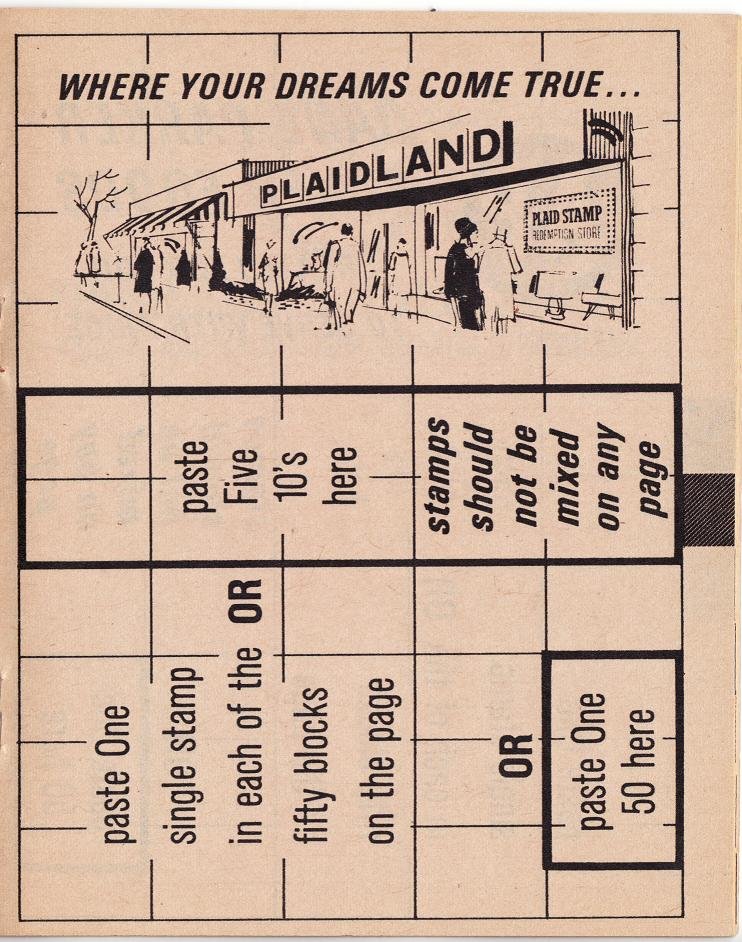 WHERE YOUR DREAMS COME TRUE...
PLAIDLAND
PLAID STAMP
REDEMPTION STORE
paste
Five
10's
here
stamps
should
not be
mixed
on any
page
paste One
single stamp
in each of the OR
fifty blocks
on the page
OR
paste One
50 here